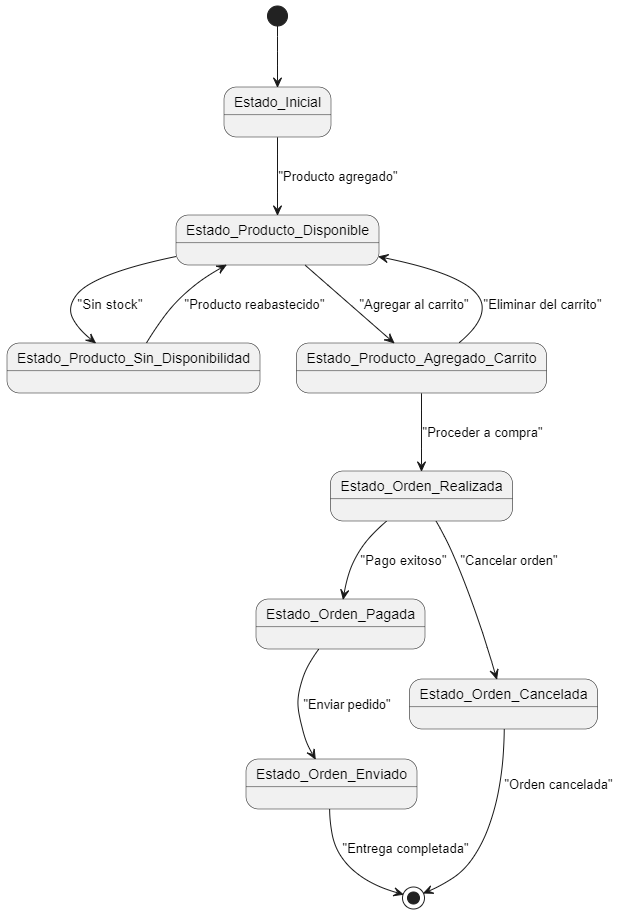 Estado_Inicial
"Producto agregado"
Estado_Producto_Disponible
"Sin stock"
"Producto reabastecido"
"Agregar al carrito"
"Eliminar del carrito"
Estado_Producto_Sin_Disponibilidad
Estado_Producto_Agregado_Carrito
"Proceder a compra"
Estado_Orden_Realizada
"Pago exitoso"
"Cancelar orden"
Estado_Orden_Pagada
Estado_Orden_Cancelada
"Enviar pedido"
Estado_Orden_Enviado
"Orden cancelada"
"Entrega completada"